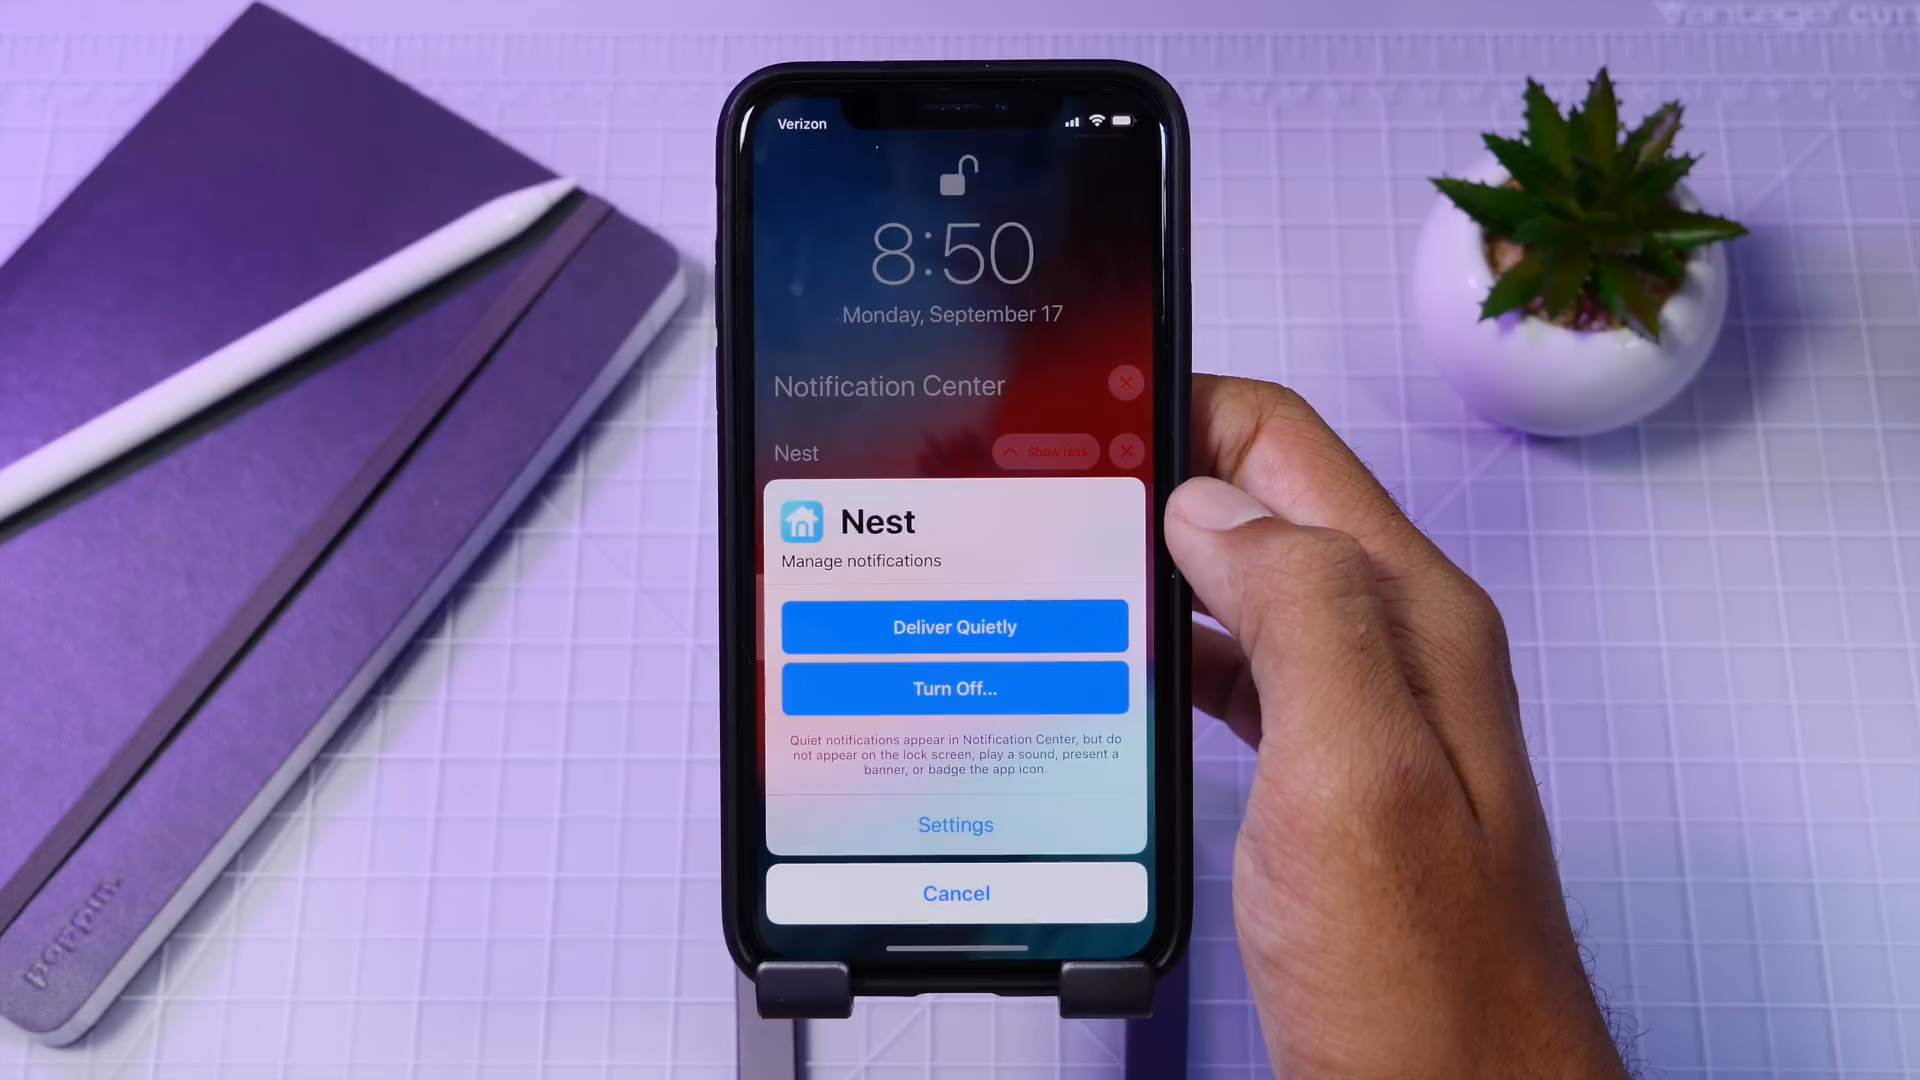 Vantage
Verizon
8:50
Monday, September 17
Notification Center
Nest
Show less
Nest
Manage notifications
Deliver Quietly
Turn Off...
Quiet notifications appear in Notification Center, but do
not appear on the lock screen, play a sound, present a
banner, or badge the app icon.
Settings
Cancel
poppin.